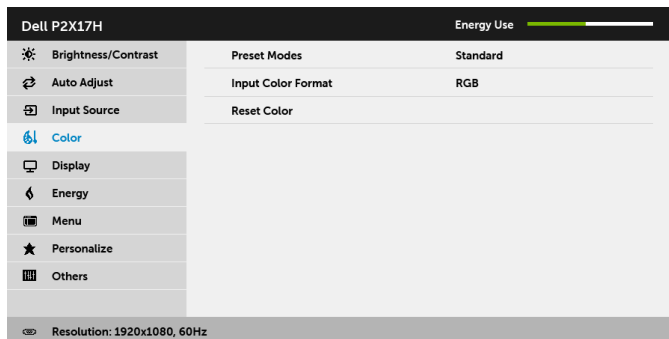 Dell P2X17H Energy Use
Brightness/Contrast Preset Modes Standard
Auto Adjust Input Color Format RGB
Input Source Reset Color
Color
Display
Energy
Menu
Personalize
Others
Resolution: 1920x1080, 60Hz